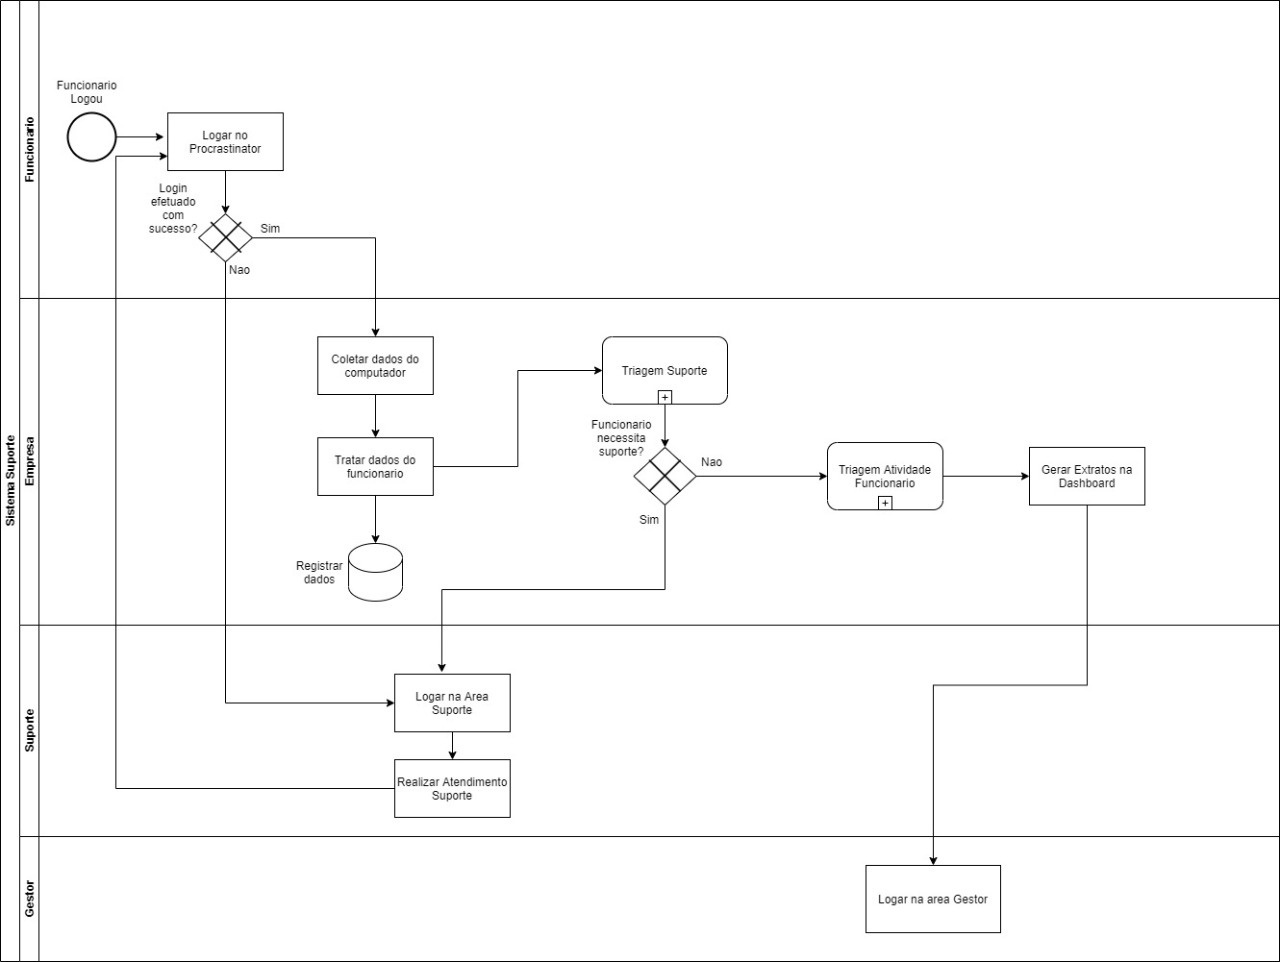 Sistema Suporte
Funcionario
Funcionario
Logou
Logar no
Procrastinator
Login
efetuado
com
sucesso?
Sim
Nao
Empresa
Coletar dados do
computador
Tratar dados do
funcionario
Registrar
dados
Triagem Suporte
+
Funcionario
necessita
suporte?
Nao
Sim
Triagem Atividade
Funcionario
+
Gerar Extratos na
Dashboard
Suporte
Logar na Area
Suporte
Realizar Atendimento
Suporte
Gestor
Logar na area Gestor